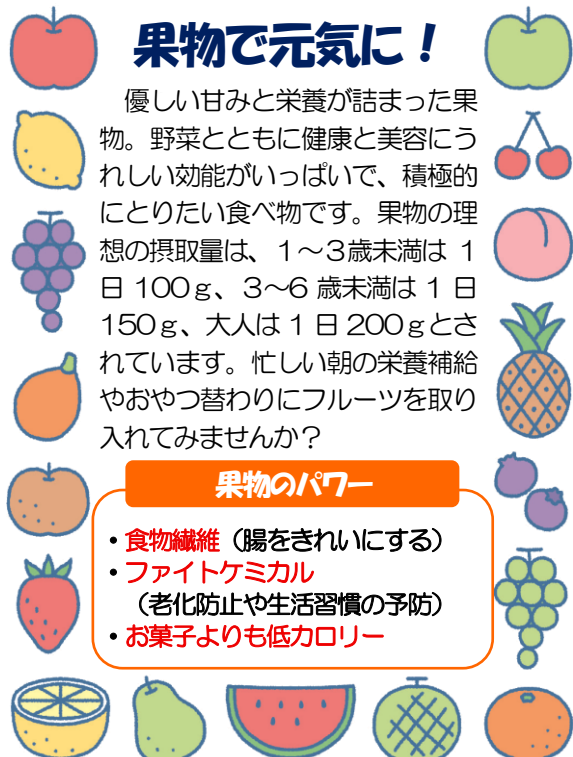 果物で元気に！
優しい甘みと栄養が詰まった果
物。野菜とともに健康と美容にう
れしい効能がいっぱいで、積極的
にとりたい食べ物です。果物の理
想の摂取量は、１～３歳未満は 1
日 100ｇ、３～6 歳未満は 1 日
150ｇ、大人は 1 日 200ｇとさ
れています。忙しい朝の栄養補給
やおやつ替わりにフルーツを取り
入れてみませんか？
果物のパワー
・食物繊維（腸をきれいにする）
・ファイトケミカル
（老化防止や生活習慣の予防）
・お菓子よりも低カロリー